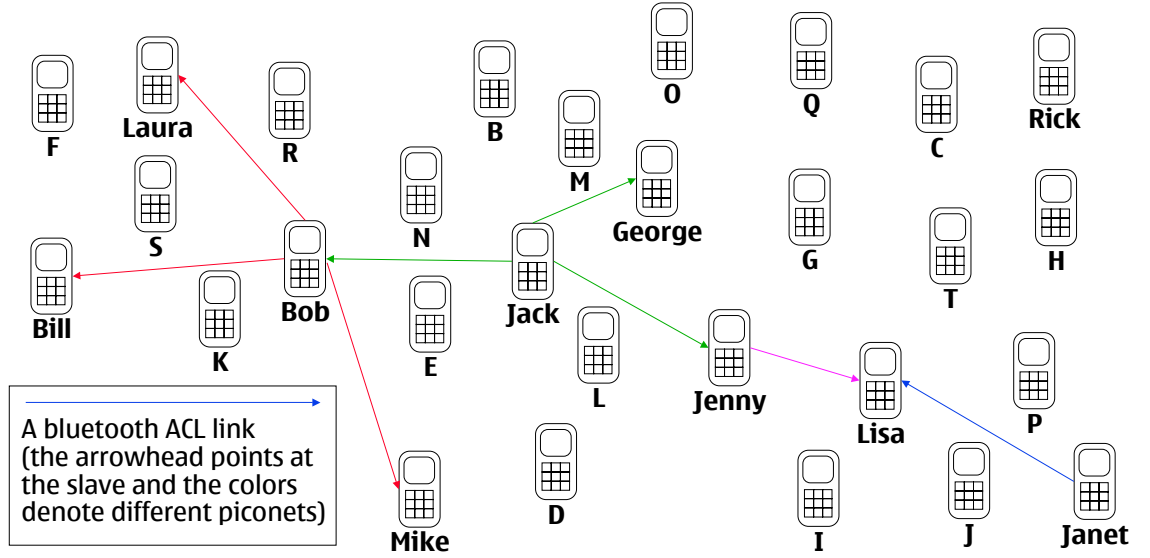 O
Q
B
F
Laura
R
C
Rick
M
S
N
George
G
H
T
Bill
Bob
Jack
K
E
L
Jenny
P
Lisa
A bluetooth ACL link
(the arrowhead points at
the slave and the colors
denote different piconets)
D
Mike
I
J
Janet